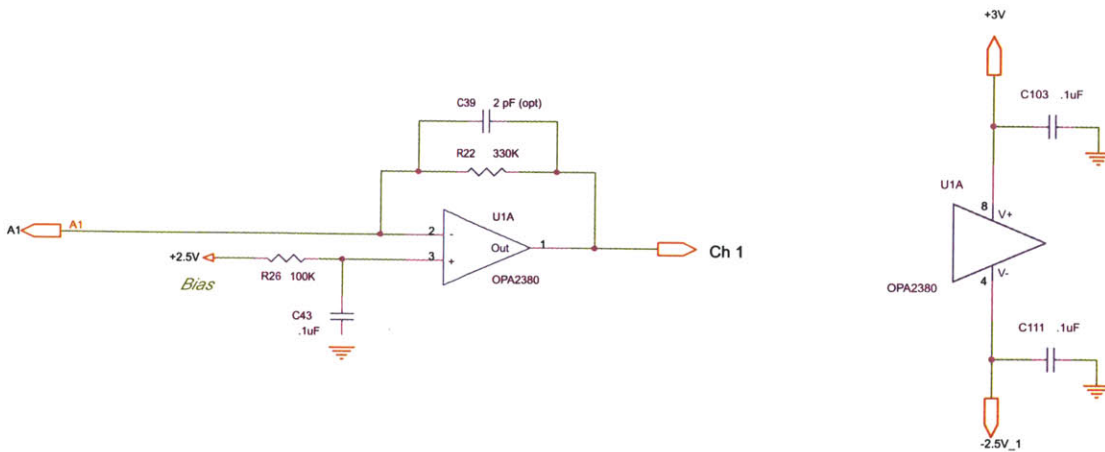 +3V
C103 .1uF
C39 2 pF (opt)
R22 330K
U1A
8
V+
U1A
A1
A1
2
-
Out
1
Ch 1
+2.5V
R26 100K
3
+
Bias
OPA2380
V-
4
OPA2380
C43
.1uF
C111 .1uF
-2.5V_1